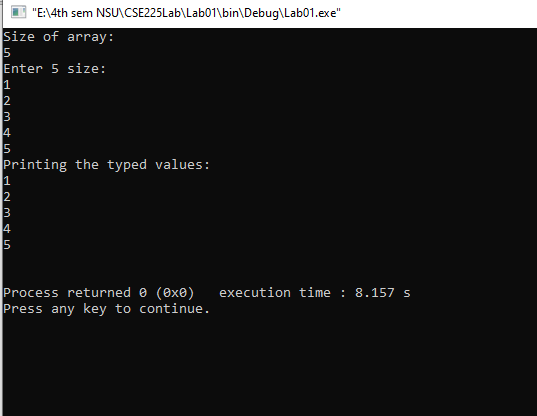 "E:\4th sem NSU\CSE225Lab\Lab01\bin\Debug\Lab01.exe"
Size of array:
5
Enter 5 size:
1
2
3
4
5
Printing the typed values:
1
2
3
4
5
Process returned 0 (0x0)   execution time : 8.157 s
Press any key to continue.